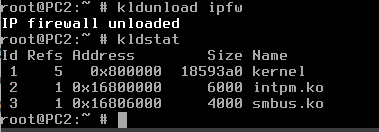 root@PC2:~ # kldunload ipfw
IP firewall unloaded
root@PC2:~ # kldstat
Id Refs Address        Size Name
 1    5 0x800000    18593a0 kernel
 2    1 0x16800000     6000 intpm.ko
 3    1 0x16806000     4000 smbus.ko
root@PC2:~ #